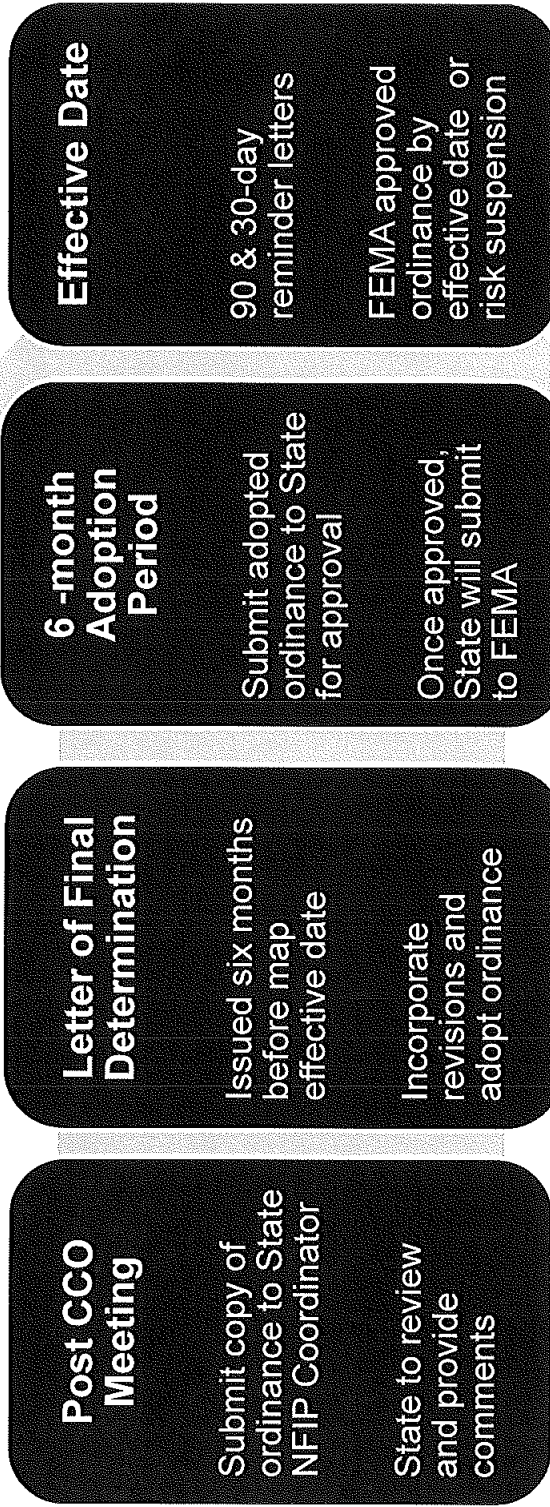 Post CCO
Meeting
Submit copy of
ordinance to State
NFIP Coordinator
State to review
and provide
comments
Letter of Final
Determination
Issued six months
before map
effective date
Incorporate
revisions and
adopt ordinance
6 -month
Adoption
Period
Submit adopted
ordinance to State
for approval
Once approved,
State will submit
to FEMA
Effective Date
90 & 30-day
reminder letters
FEMA approved
ordinance by
effective date or
risk suspension